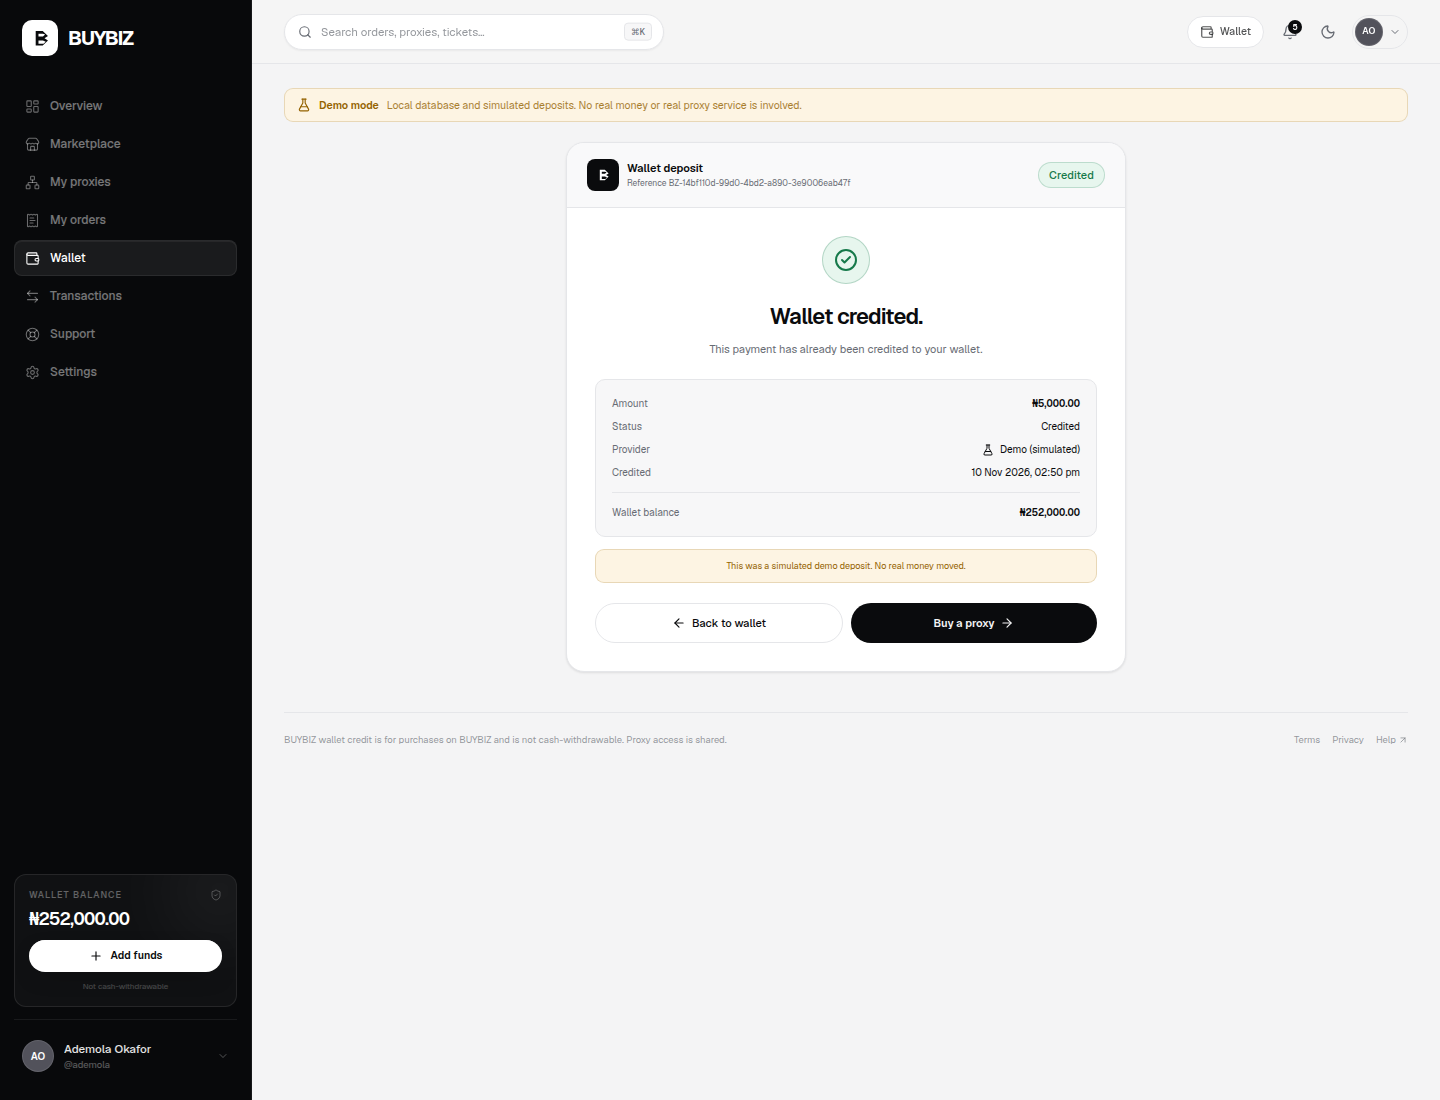 BUYBIZ
Search orders, proxies, tickets...
⌘K
Wallet
5
AO
Overview
Marketplace
My proxies
My orders
Wallet
Transactions
Support
Settings
Demo mode Local database and simulated deposits. No real money or real proxy service is involved.
Wallet deposit
Reference BZ-14bf110d-99d0-4bd2-a890-3e9006eab47f
Credited
Wallet credited.
This payment has already been credited to your wallet.
Amount ₦5,000.00
Status Credited
Provider Demo (simulated)
Credited 10 Nov 2026, 02:50 pm
Wallet balance ₦252,000.00
This was a simulated demo deposit. No real money moved.
Back to wallet
Buy a proxy
BUYBIZ wallet credit is for purchases on BUYBIZ and is not cash-withdrawable. Proxy access is shared.
Terms Privacy Help
WALLET BALANCE
₦252,000.00
Add funds
Not cash-withdrawable
AO
Ademola Okafor
@ademola